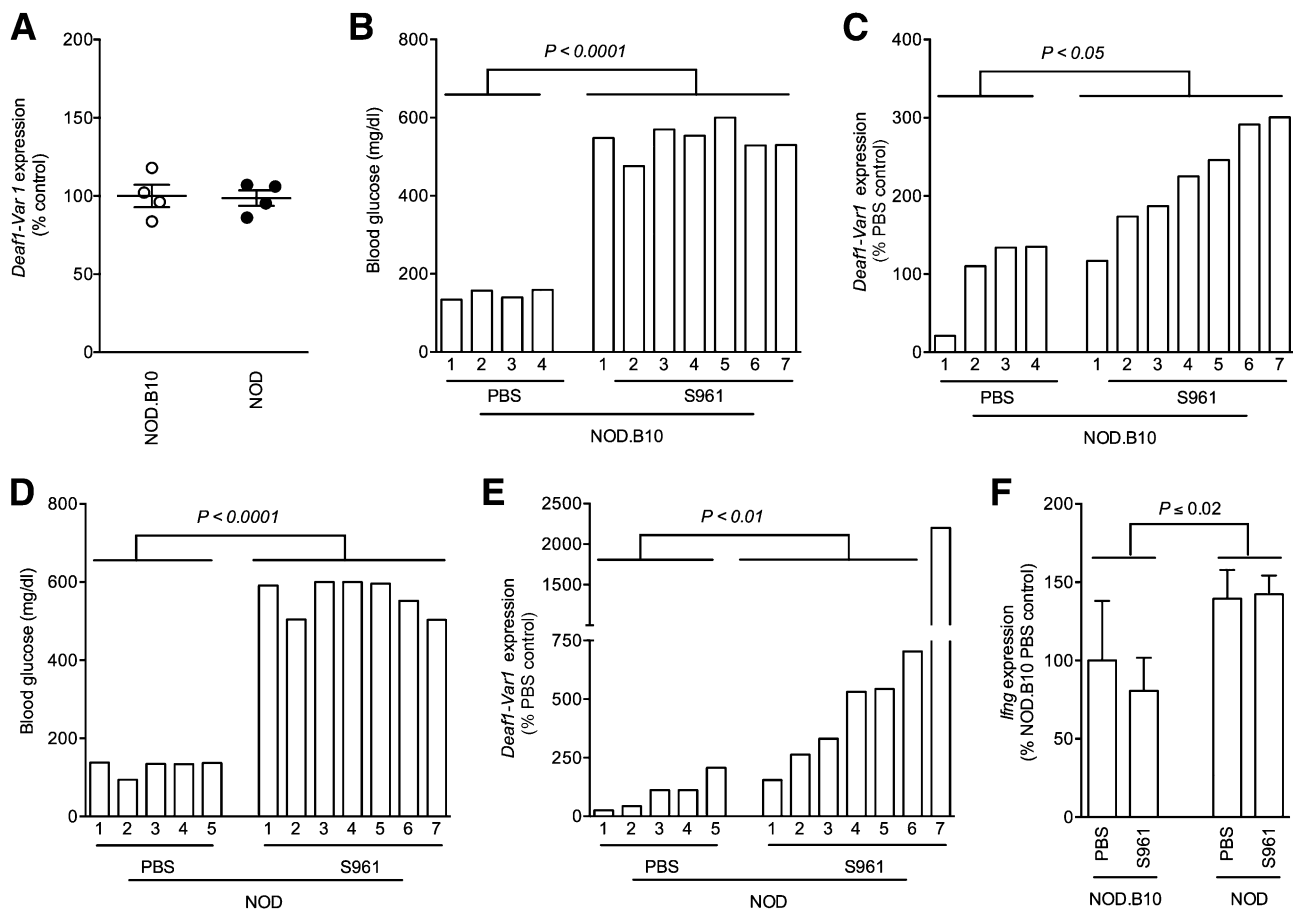 A
200
150
100
50
0
Deaf1-Var 1 expression
(% control)
NOD.B10
NOD
B
P < 0.0001
800
600
400
200
0
Blood glucose (mg/dl)
1 2 3 4 1 2 3 4 5 6 7
PBS S961
NOD.B10
C
P < 0.05
400
300
200
100
0
Deaf1-Var1 expression
(% PBS control)
1 2 3 4 1 2 3 4 5 6 7
PBS S961
NOD.B10
D
P < 0.0001
800
600
400
200
0
Blood glucose (mg/dl)
1 2 3 4 5 1 2 3 4 5 6 7
PBS S961
NOD
E
P < 0.01
2500
2000
1500
750
500
250
0
Deaf1-Var1 expression
(% PBS control)
1 2 3 4 5 1 2 3 4 5 6 7
PBS S961
NOD
F
P ≤ 0.02
200
150
100
50
0
Ifng expression
(% NOD.B10 PBS control)
PBS S961 PBS S961
NOD.B10 NOD